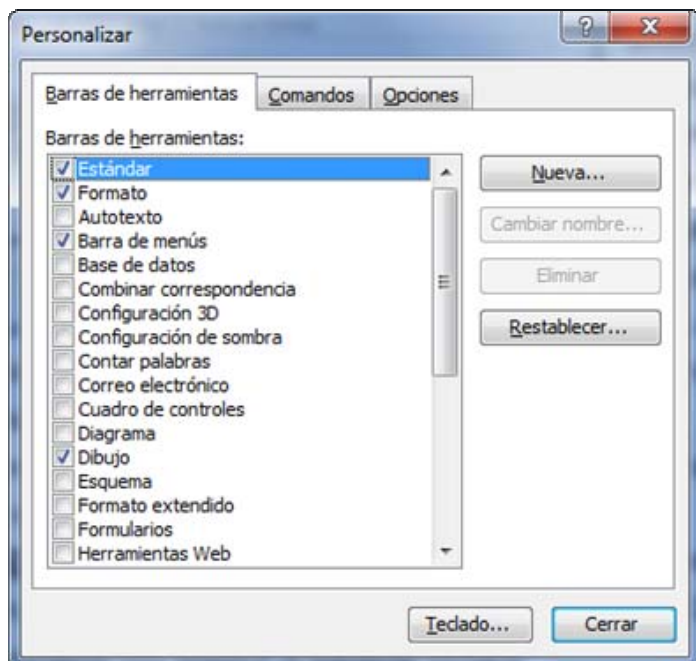 Personalizar
Barras de herramientas
Comandos
Opciones
Barras de herramientas:
Estándar
Formato
Autotexto
Barra de menús
Base de datos
Combinar correspondencia
Configuración 3D
Configuración de sombra
Contar palabras
Correo electrónico
Cuadro de controles
Diagrama
Dibujo
Esquema
Formato extendido
Formularios
Herramientas Web
Nueva...
Cambiar nombre...
Eliminar
Restablecer...
Teclado...
Cerrar